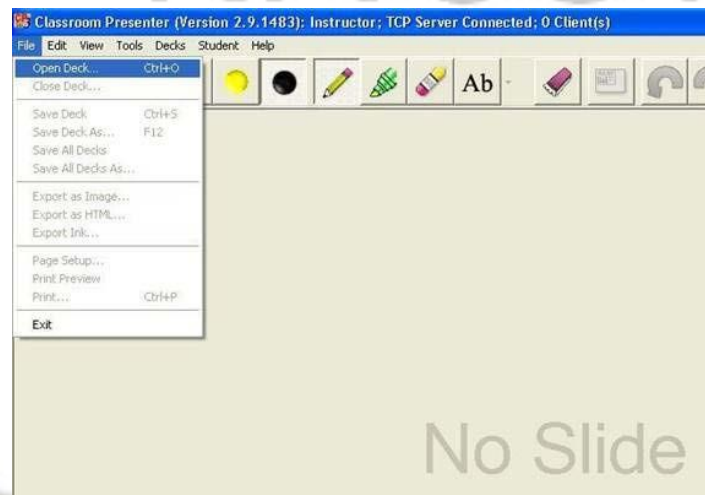 Classroom Presenter (Version 2.9.1483): Instructor; TCP Server Connected; 0 Client(s)
File Edit View Tools Decks Student Help
Open Deck... Ctrl+O
Close Deck...
Ab
Save Deck Ctrl+S
Save Deck As... F12
Save All Decks
Save All Decks As...
Export as Image...
Export as HTML...
Export Ink...
Page Setup...
Print Preview
Print... Ctrl+P
Exit
No Slide